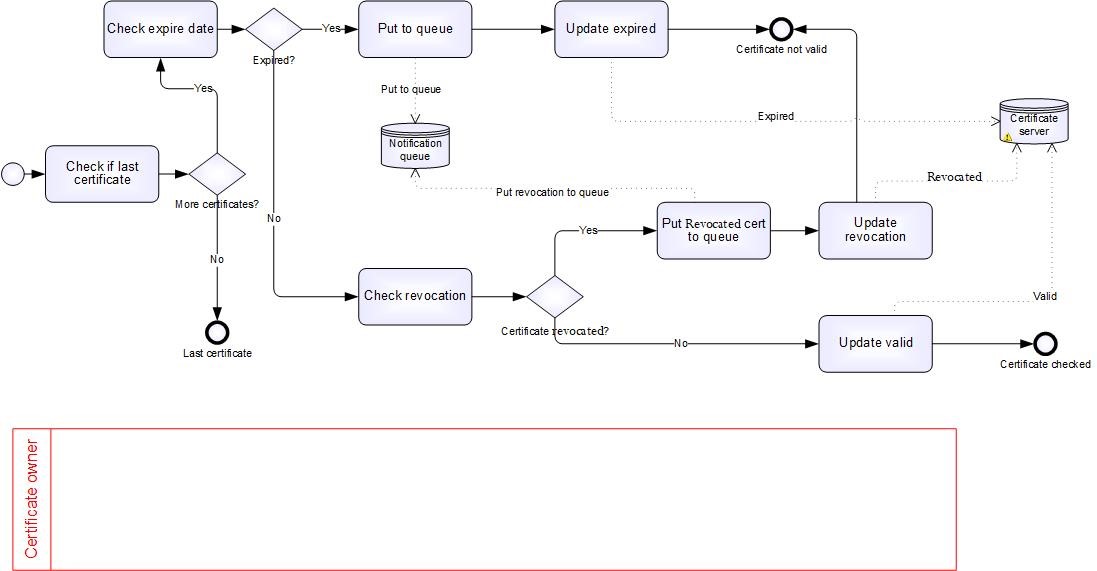 Check expire date
Yes
Put to queue
Update expired
Expired?
Certificate not valid
Yes
Put to queue
Expired
Certificate
server
Notification
queue
Check if last
certificate
More certificates?
Put revocation to queue
Revoked
No
Yes
Put Revocated cert
to queue
Update
revocation
No
Check revocation
Valid
Certificate revocated?
No
Update valid
Last certificate
Certificate checked
Certificate owner